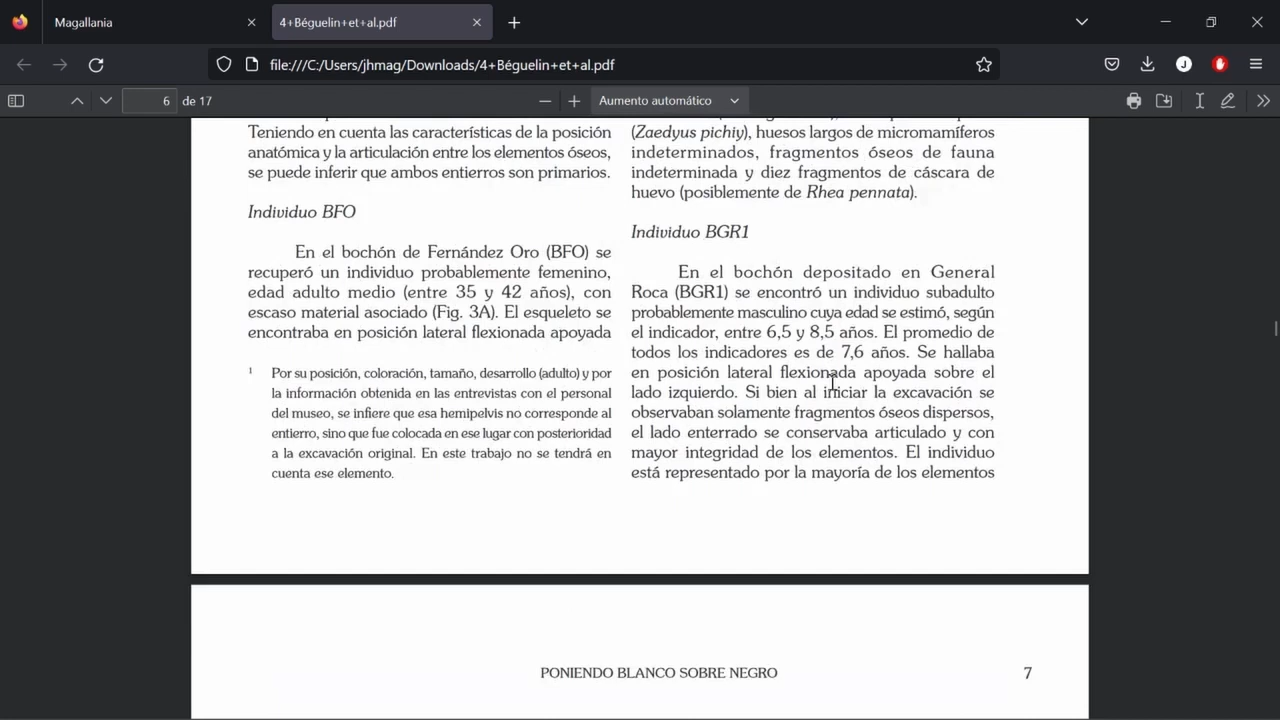 Magallania
4+Béguelin+et+al.pdf
file:///C:/Users/jhmag/Downloads/4+Béguelin+et+al.pdf
J
6 de 17
Aumento automático
Teniendo en cuenta las características de la posición
anatómica y la articulación entre los elementos óseos,
se puede inferir que ambos entierros son primarios.
Individuo BFO
En el bochón de Fernández Oro (BFO) se
recuperó un individuo probablemente femenino,
edad adulto medio (entre 35 y 42 años), con
escaso material asociado (Fig. 3A). El esqueleto se
encontraba en posición lateral flexionada apoyada
1 Por su posición, coloración, tamaño, desarrollo (adulto) y por
la información obtenida en las entrevistas con el personal
del museo, se infiere que esa hemipelvis no corresponde al
entierro, sino que fue colocada en ese lugar con posterioridad
a la excavación original. En este trabajo no se tendrá en
cuenta ese elemento.
(Zaedyus pichiy), huesos largos de micromamíferos
indeterminados, fragmentos óseos de fauna
indeterminada y diez fragmentos de cáscara de
huevo (posiblemente de Rhea pennata).
Individuo BGR1
En el bochón depositado en General
Roca (BGR1) se encontró un individuo subadulto
probablemente masculino cuya edad se estimó, según
el indicador, entre 6,5 y 8,5 años. El promedio de
todos los indicadores es de 7,6 años. Se hallaba
en posición lateral flexionada apoyada sobre el
lado izquierdo. Si bien al iniciar la excavación se
observaban solamente fragmentos óseos dispersos,
el lado enterrado se conservaba articulado y con
mayor integridad de los elementos. El individuo
está representado por la mayoría de los elementos
PONIENDO BLANCO SOBRE NEGRO
7